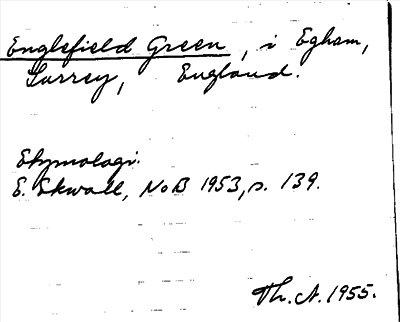 Englefield Green, i Egham,
Surrey, England.
Etymologi:
E. Ekwall, NoB 1953, s. 139.
Th. A. 1955.